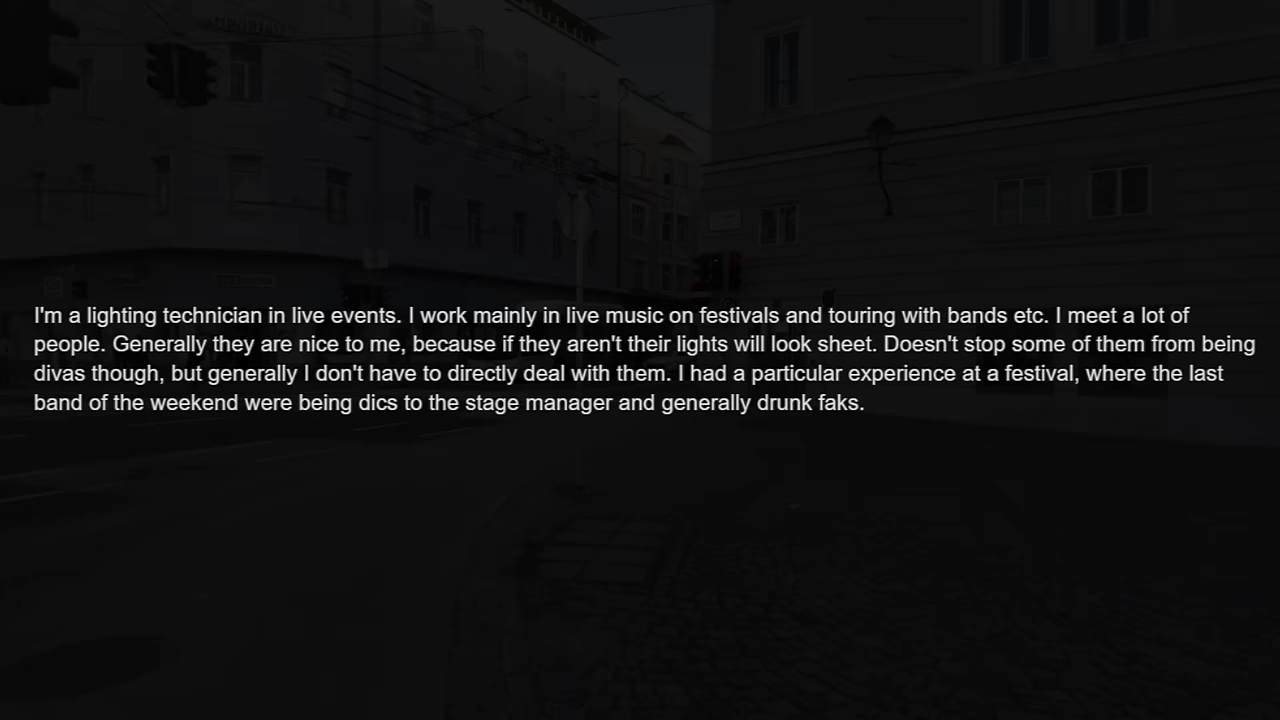 I'm a lighting technician in live events. I work mainly in live music on festivals and touring with bands etc. I meet a lot of
people. Generally they are nice to me, because if they aren't their lights will look sheet. Doesn't stop some of them from being
divas though, but generally I don't have to directly deal with them. I had a particular experience at a festival, where the last
band of the weekend were being dics to the stage manager and generally drunk faks.